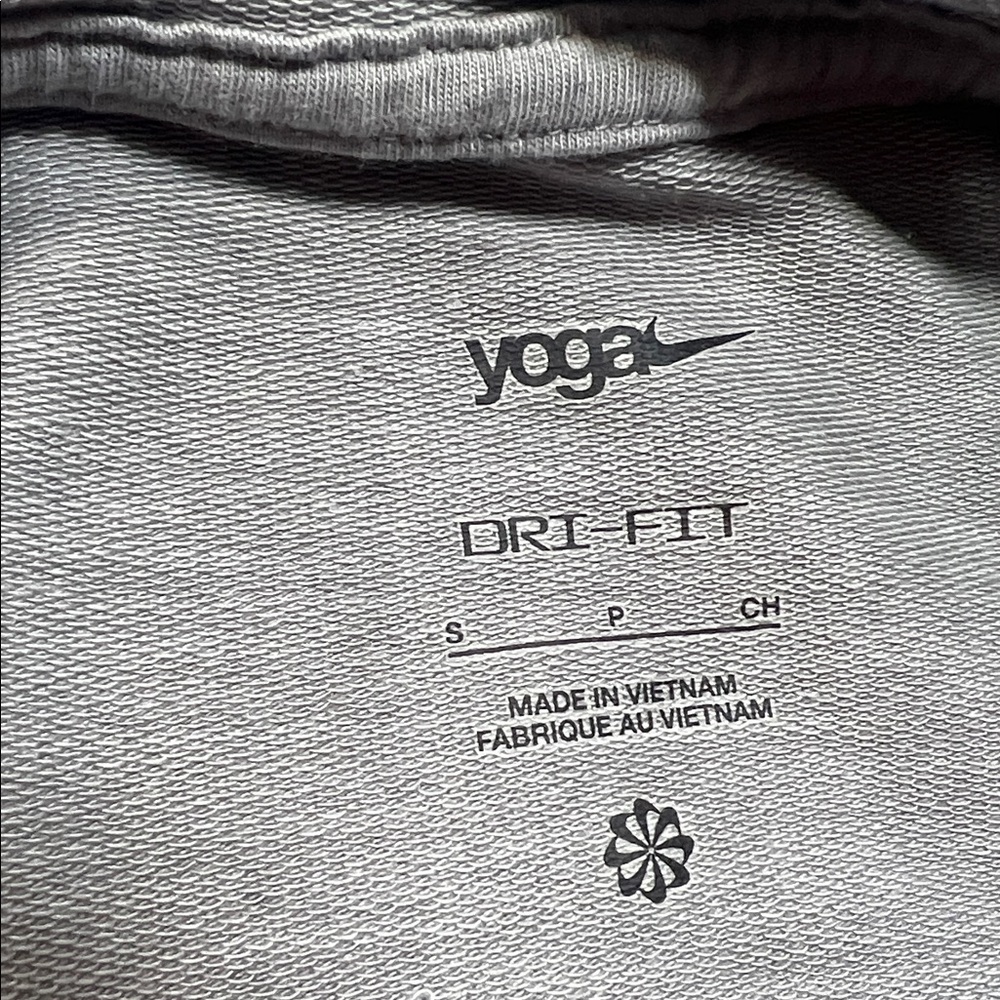 yoga
DRI-FIT
S P CH
MADE IN VIETNAM
FABRIQUE AU VIETNAM